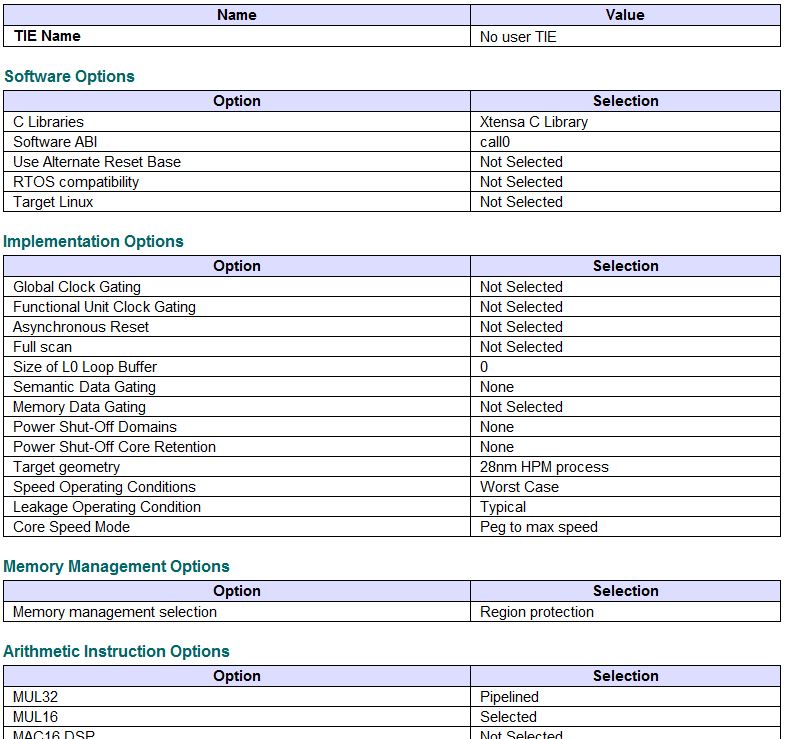 Name Value
TIE Name No user TIE
Software Options
Option Selection
C Libraries Xtensa C Library
Software ABI call0
Use Alternate Reset Base Not Selected
RTOS compatibility Not Selected
Target Linux Not Selected
Implementation Options
Option Selection
Global Clock Gating Not Selected
Functional Unit Clock Gating Not Selected
Asynchronous Reset Not Selected
Full scan Not Selected
Size of L0 Loop Buffer 0
Semantic Data Gating None
Memory Data Gating Not Selected
Power Shut-Off Domains None
Power Shut-Off Core Retention None
Target geometry 28nm HPM process
Speed Operating Conditions Worst Case
Leakage Operating Condition Typical
Core Speed Mode Peg to max speed
Memory Management Options
Option Selection
Memory management selection Region protection
Arithmetic Instruction Options
Option Selection
MUL32 Pipelined
MUL16 Selected
MAC16 DSP Not Selected